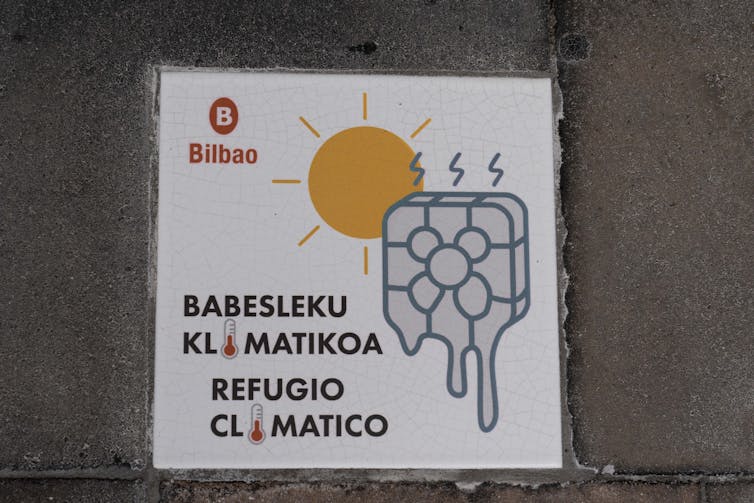 B
Bilbao
BABESLEKU
KLIMATIKOA
REFUGIO
CLIMATICO